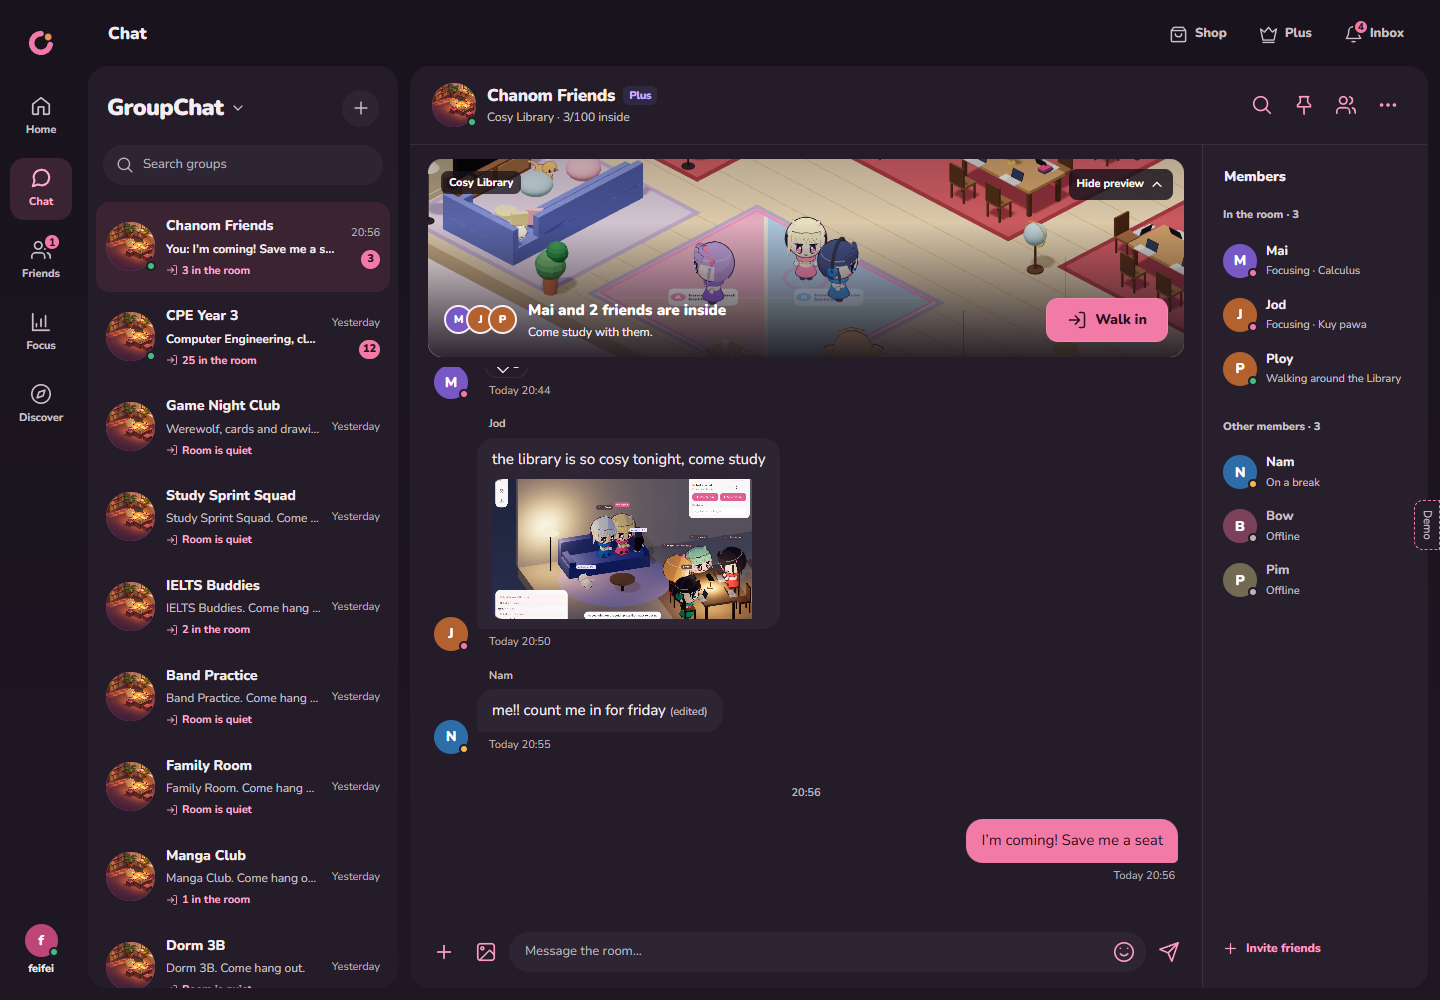 Chat
Shop
Plus
4
Inbox
Home
Chat
1
Friends
Focus
Discover
f
feifei
GroupChat
Search groups
Chanom Friends
20:56
You: I'm coming! Save me a s...
3
3 in the room
CPE Year 3
Yesterday
Computer Engineering, cl...
12
25 in the room
Game Night Club
Werewolf, cards and drawi...
Yesterday
Room is quiet
Study Sprint Squad
Study Sprint Squad. Come ...
Yesterday
Room is quiet
IELTS Buddies
IELTS Buddies. Come hang ...
Yesterday
2 in the room
Band Practice
Band Practice. Come hang ...
Yesterday
Room is quiet
Family Room
Family Room. Come hang ...
Yesterday
Room is quiet
Manga Club
Manga Club. Come hang o...
Yesterday
1 in the room
Dorm 3B
Dorm 3B. Come hang out.
Yesterday
Room is quiet
Chanom Friends
Plus
Cosy Library · 3/100 inside
Cosy Library
Hide preview
M
J
P
Mai and 2 friends are inside
Come study with them.
Walk in
M
Today 20:44
Jod
the library is so cosy tonight, come study
J
Today 20:50
Nam
me!! count me in for friday (edited)
N
Today 20:55
20:56
I'm coming! Save me a seat
Today 20:56
Message the room...
Members
In the room · 3
M
Mai
Focusing · Calculus
J
Jod
Focusing · Kuy pawa
P
Ploy
Walking around the Library
Other members · 3
N
Nam
On a break
B
Bow
Offline
P
Pim
Offline
Demo
Invite friends